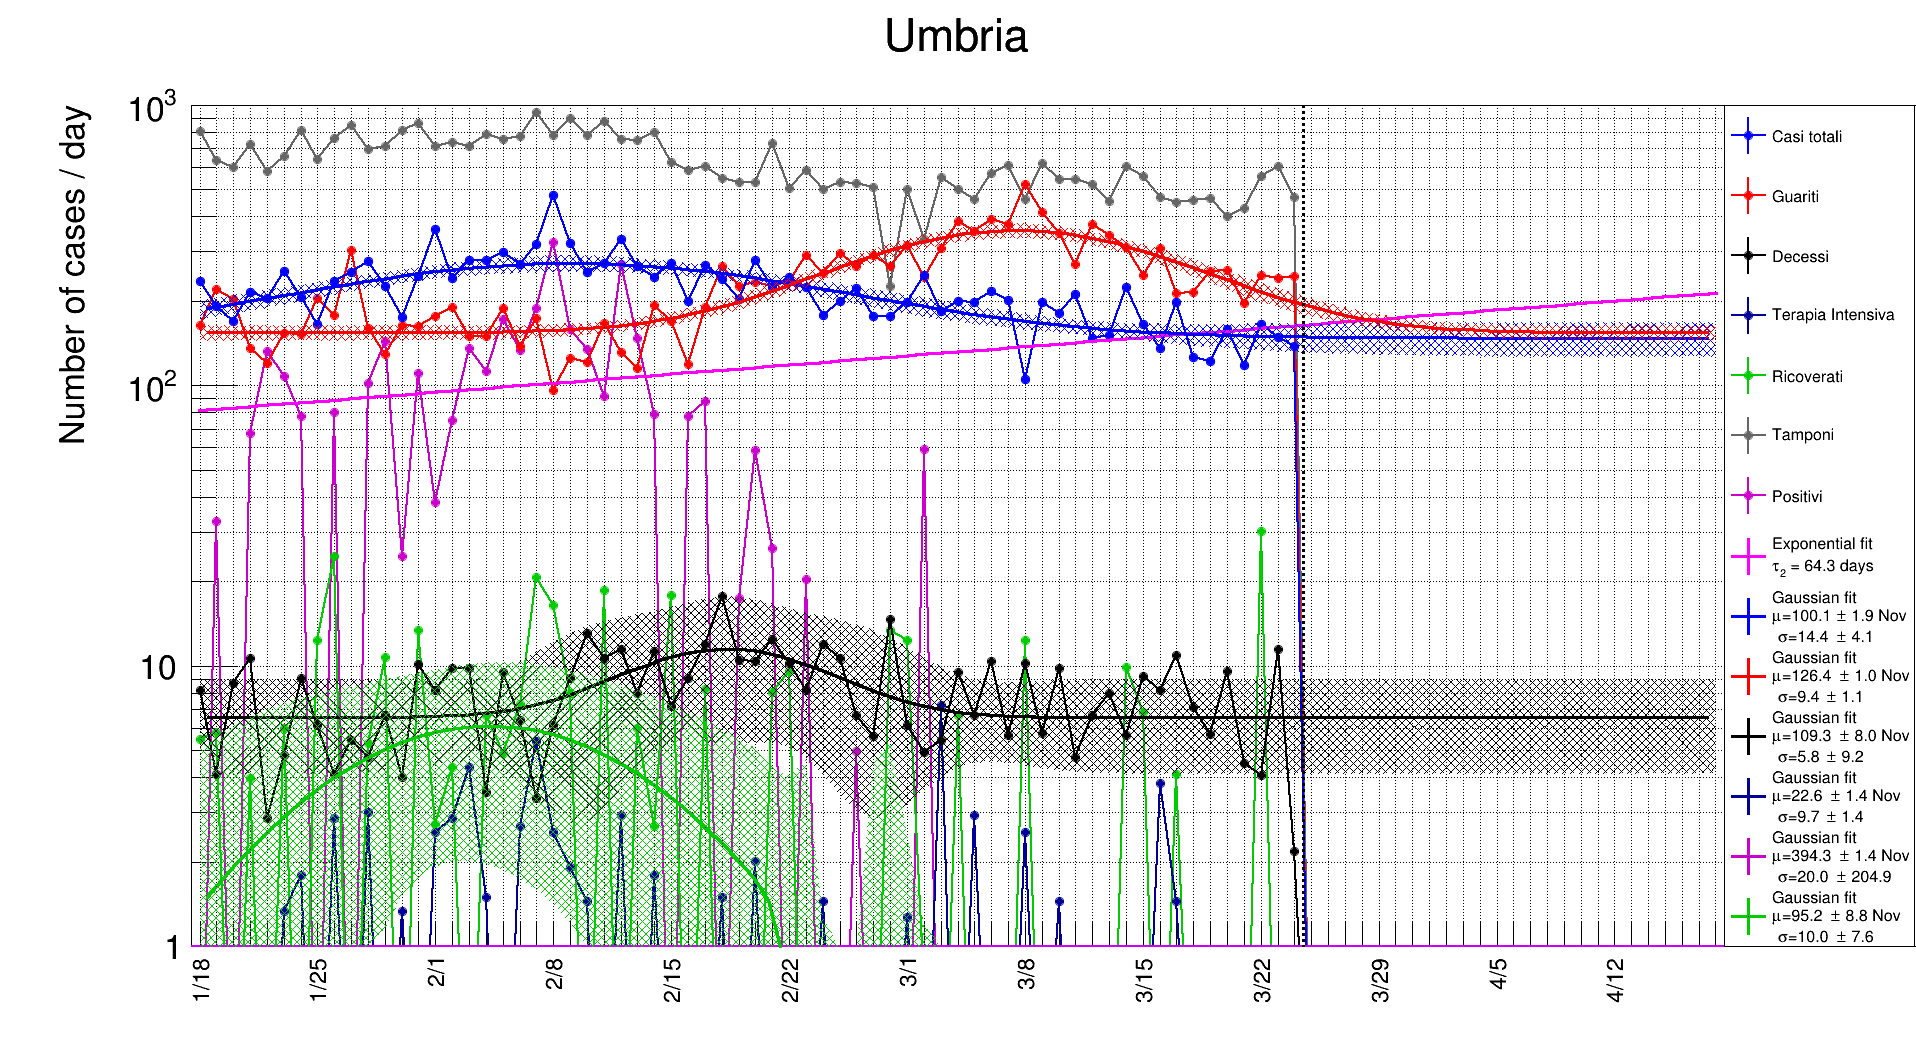 Umbria
Number of cases / day
10³
10²
10
1
1/18
1/25
2/1
2/8
2/15
2/22
3/1
3/8
3/15
3/22
3/29
4/5
4/12
Casi totali
Guariti
Decessi
Terapia Intensiva
Ricoverati
Tamponi
Positivi
Exponential fit
τ₂ = 64.3 days
Gaussian fit
μ=100.1 ± 1.9 Nov
σ=14.4 ± 4.1
Gaussian fit
μ=126.4 ± 1.0 Nov
σ=9.4 ± 1.1
Gaussian fit
μ=109.3 ± 8.0 Nov
σ=5.8 ± 9.2
Gaussian fit
μ=22.6 ± 1.4 Nov
σ=9.7 ± 1.4
Gaussian fit
μ=394.3 ± 1.4 Nov
σ=20.0 ± 204.9
Gaussian fit
μ=95.2 ± 8.8 Nov
σ=10.0 ± 7.6